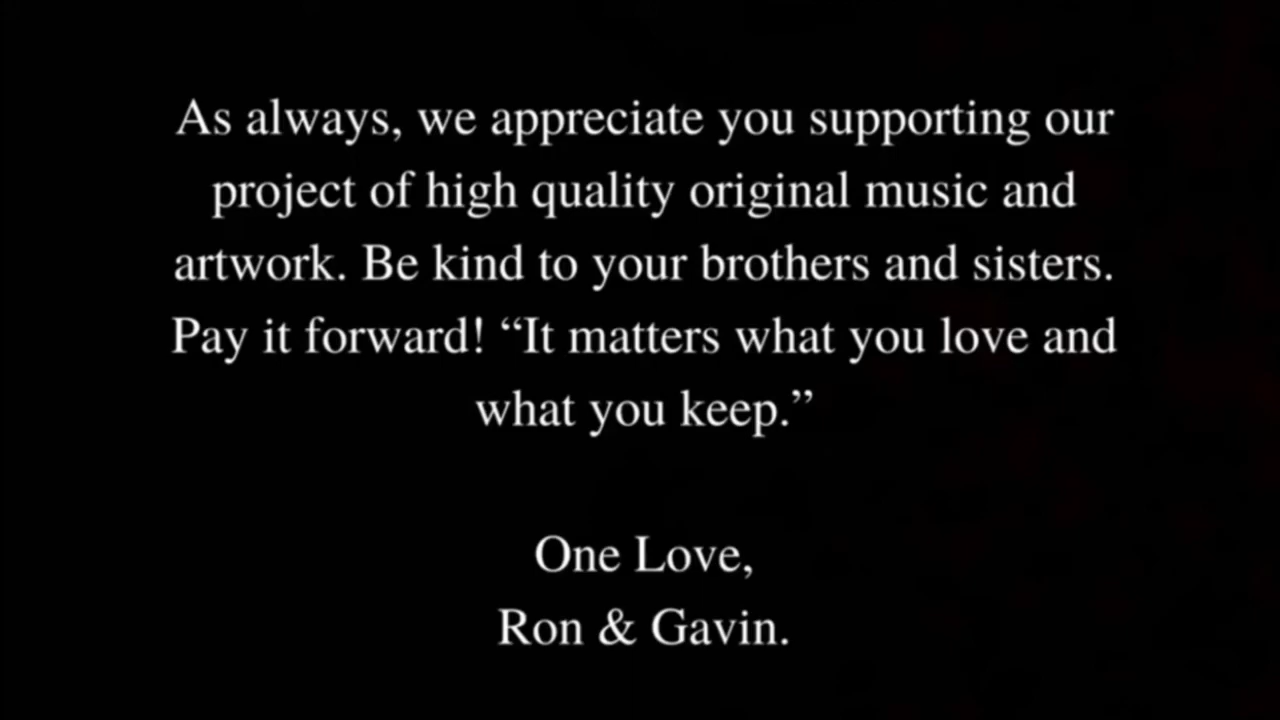 As always, we appreciate you supporting our
project of high quality original music and
artwork. Be kind to your brothers and sisters.
Pay it forward! “It matters what you love and
what you keep.”
One Love,
Ron & Gavin.